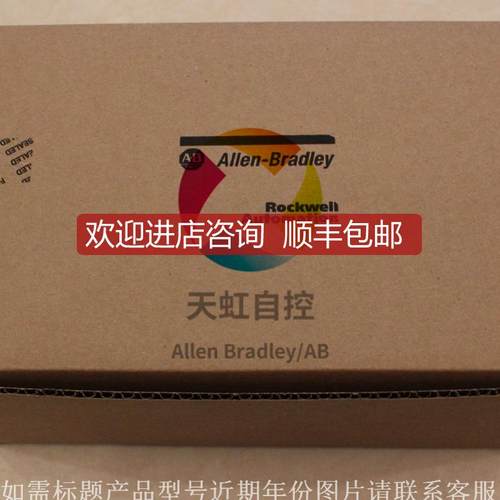 SEALED
AB Allen-Bradley
Rockwell
Automation
欢迎进店咨询 顺丰包邮
天虹自控
Allen Bradley/AB
如需标题产品型号近期年份图片请联系客服